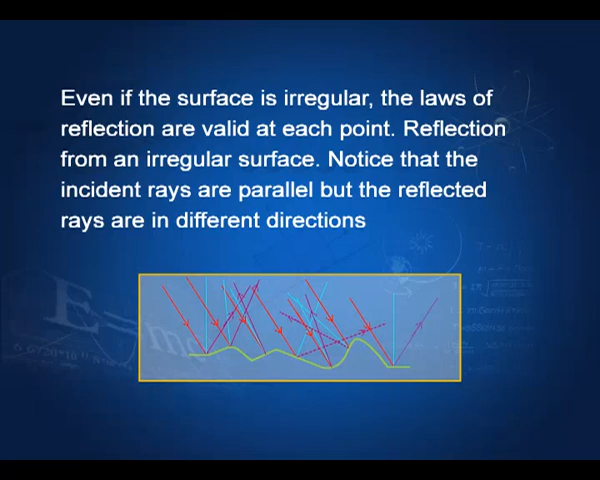 Even if the surface is irregular, the laws of
reflection are valid at each point. Reflection
from an irregular surface. Notice that the
incident rays are parallel but the reflected
rays are in different directions